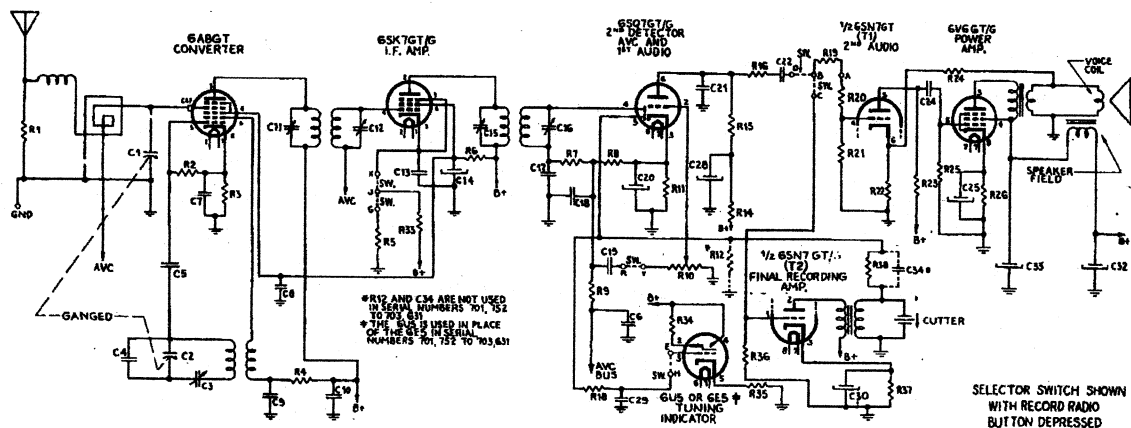 6A8GT
CONVERTER
6SK7GT/G
I.F. AMP.
6SQ7GT/G
2ND DETECTOR
AVC AND
1ST AUDIO
1/2 6SN7GT
(T1)
2ND AUDIO
6V6GT/G
POWER
AMP.
VOICE
COIL
SPEAKER
FIELD
R1
GND
AVC
GANGED
C1
R2
C7
R3
C5
C4
C2
C3
C8
C9
R4
C10
B+
C11
C12
AVC
K
SW.
J
SW.
G
R5
C13
C14
R6
R33
B+
C15
B+
C16
C17
R7
C18
R8
C20
R11
C21
R15
C28
R14
B+
*R12
C19
SW.
R10
R9
C6
AVC
BUS
R16
C22
SW.
D
B
SW.
C
R19
A
R20
R21
R22
R23
B+
C24
R24
R25
C25
R26
C33
C32
B+
1/2 6SN7 GT/G
(T2)
FINAL RECORDING
AMP.
R38
C34*
CUTTER
B+
R36
C30
R37
B+
R34
E
SW.
H
R18
C29
R35
6U5 OR 6E5 ‡
TUNING
INDICATOR
*R12 AND C34 ARE NOT USED
IN SERIAL NUMBERS 701, 752
TO 703, 631
‡ THE 6U5 IS USED IN PLACE
OF THE 6E5 IN SERIAL
NUMBERS 701, 752 TO 703,631
SELECTOR SWITCH SHOWN
WITH RECORD RADIO
BUTTON DEPRESSED